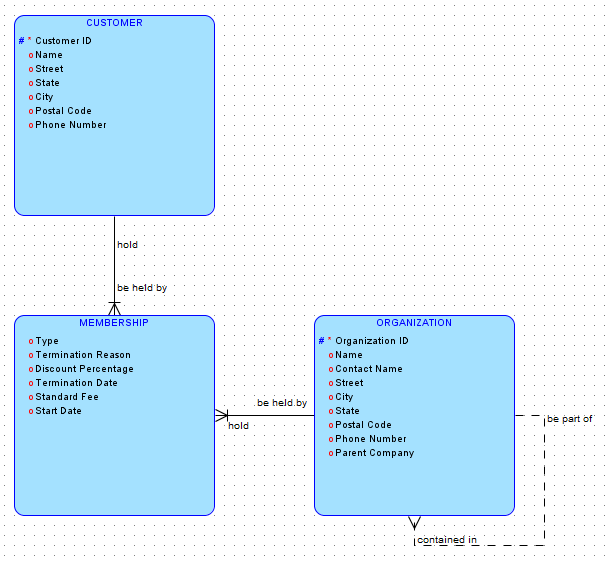 CUSTOMER
# * Customer ID
o Name
o Street
o State
o City
o Postal Code
o Phone Number
hold
be held by
MEMBERSHIP
o Type
o Termination Reason
o Discount Percentage
o Termination Date
o Standard Fee
o Start Date
be held by
hold
ORGANIZATION
# * Organization ID
o Name
o Contact Name
o Street
o City
o State
o Postal Code
o Phone Number
o Parent Company
be part of
contained in